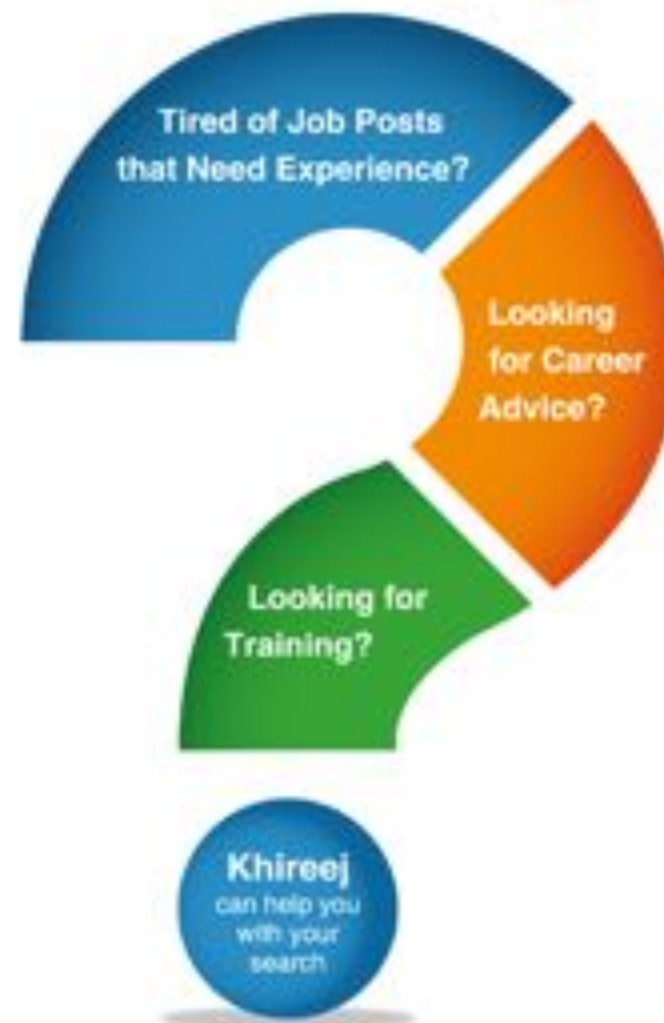 Tired of Job Posts
that Need Experience?
Looking
for Career
Advice?
Looking for
Training?
Khireej
can help you
with your
search